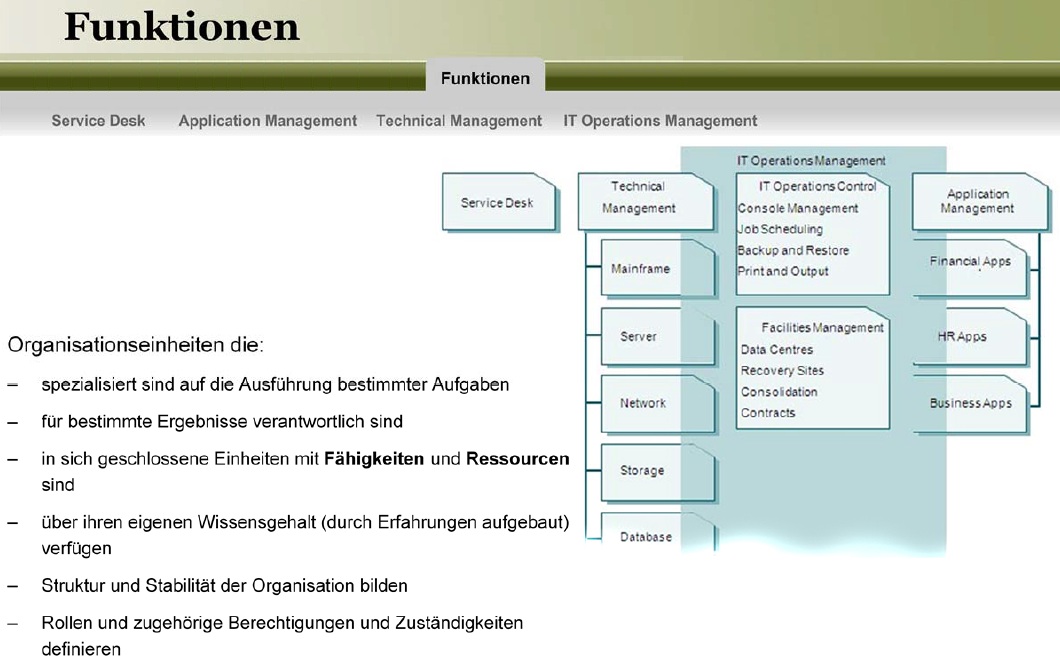 Funktionen
Funktionen
Service Desk Application Management Technical Management IT Operations Management
Organisationseinheiten die:
– spezialisiert sind auf die Ausführung bestimmter Aufgaben
– für bestimmte Ergebnisse verantwortlich sind
– in sich geschlossene Einheiten mit Fähigkeiten und Ressourcen
sind
– über ihren eigenen Wissensgehalt (durch Erfahrungen aufgebaut)
verfügen
– Struktur und Stabilität der Organisation bilden
– Rollen und zugehörige Berechtigungen und Zuständigkeiten
definieren
Service Desk
Technical
Management
Mainframe
Server
Network
Storage
Database
IT Operations Management
IT Operations Control
Console Management
Job Scheduling
Backup and Restore
Print and Output
Facilities Management
Data Centres
Recovery Sites
Consolidation
Contracts
Application
Management
Financial Apps
HR Apps
Business Apps